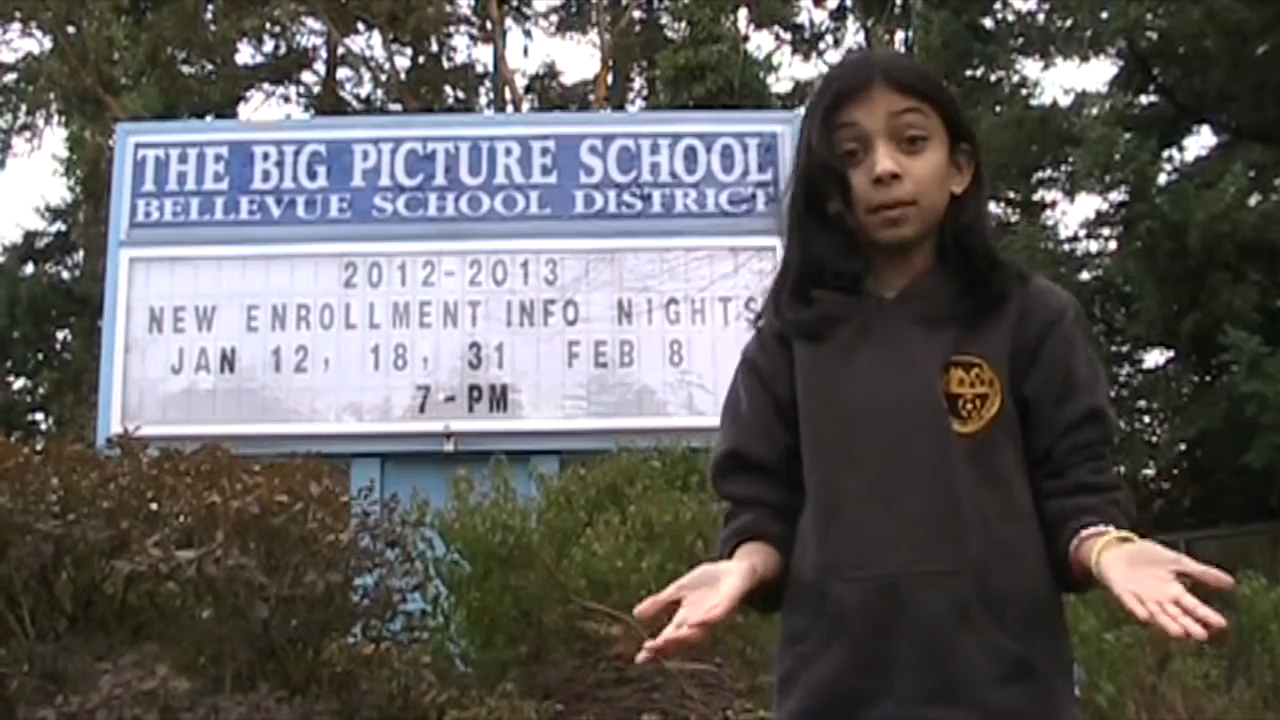 THE BIG PICTURE SCHOOL
BELLEVUE SCHOOL DISTRICT
2012-2013
NEW ENROLLMENT INFO NIGHTS
JAN 12, 18, 31 FEB 8
7-PM